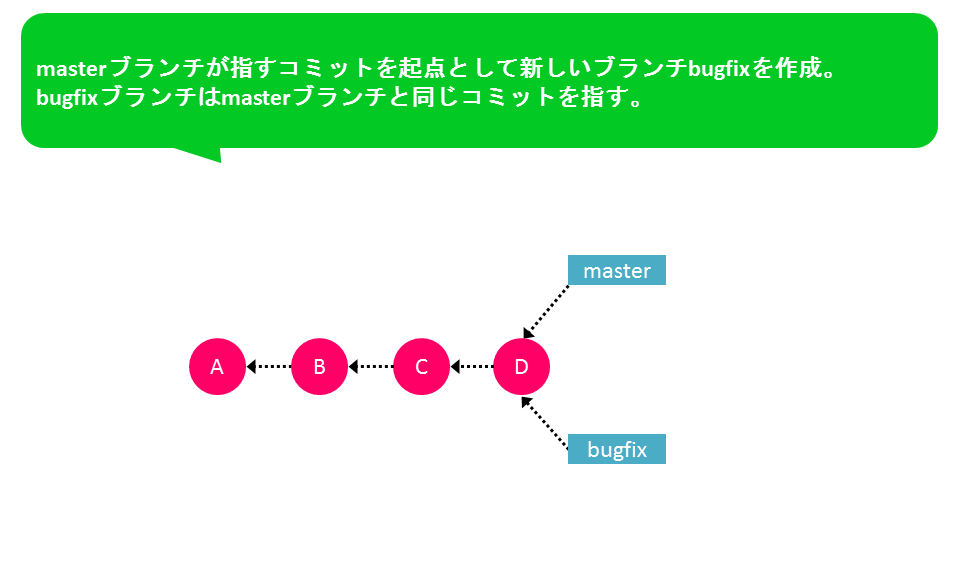 masterブランチが指すコミットを起点として新しいブランチbugfixを作成。
bugfixブランチはmasterブランチと同じコミットを指す。
master
A B C D
bugfix